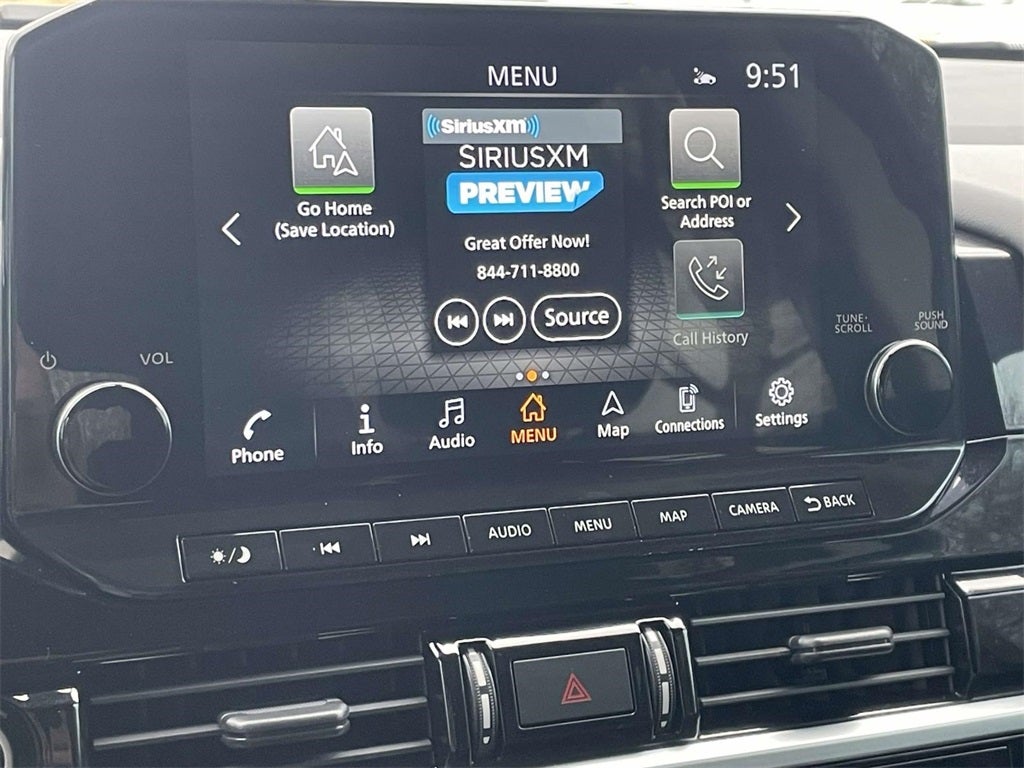 MENU
9:51
SiriusXM
SIRIUSXM
PREVIEW
Great Offer Now!
844-711-8800
Source
Go Home
(Save Location)
Search POI or
Address
Call History
VOL
TUNE·
SCROLL
PUSH
SOUND
Phone
Info
Audio
MENU
Map
Connections
Settings
AUDIO
MENU
MAP
CAMERA
BACK